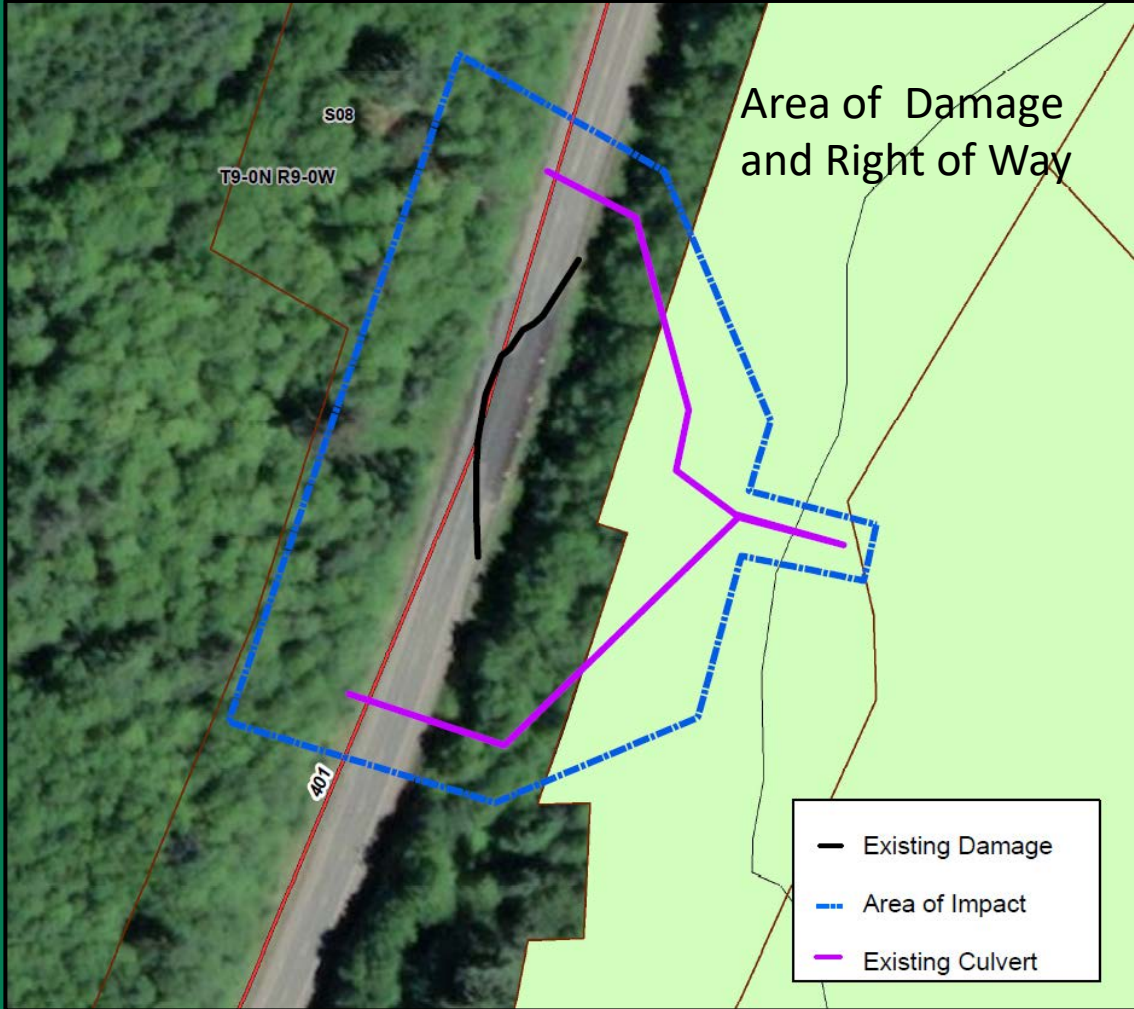 Area of Damage
and Right of Way
S08
T9-0N R9-0W
401
Existing Damage
Area of Impact
Existing Culvert